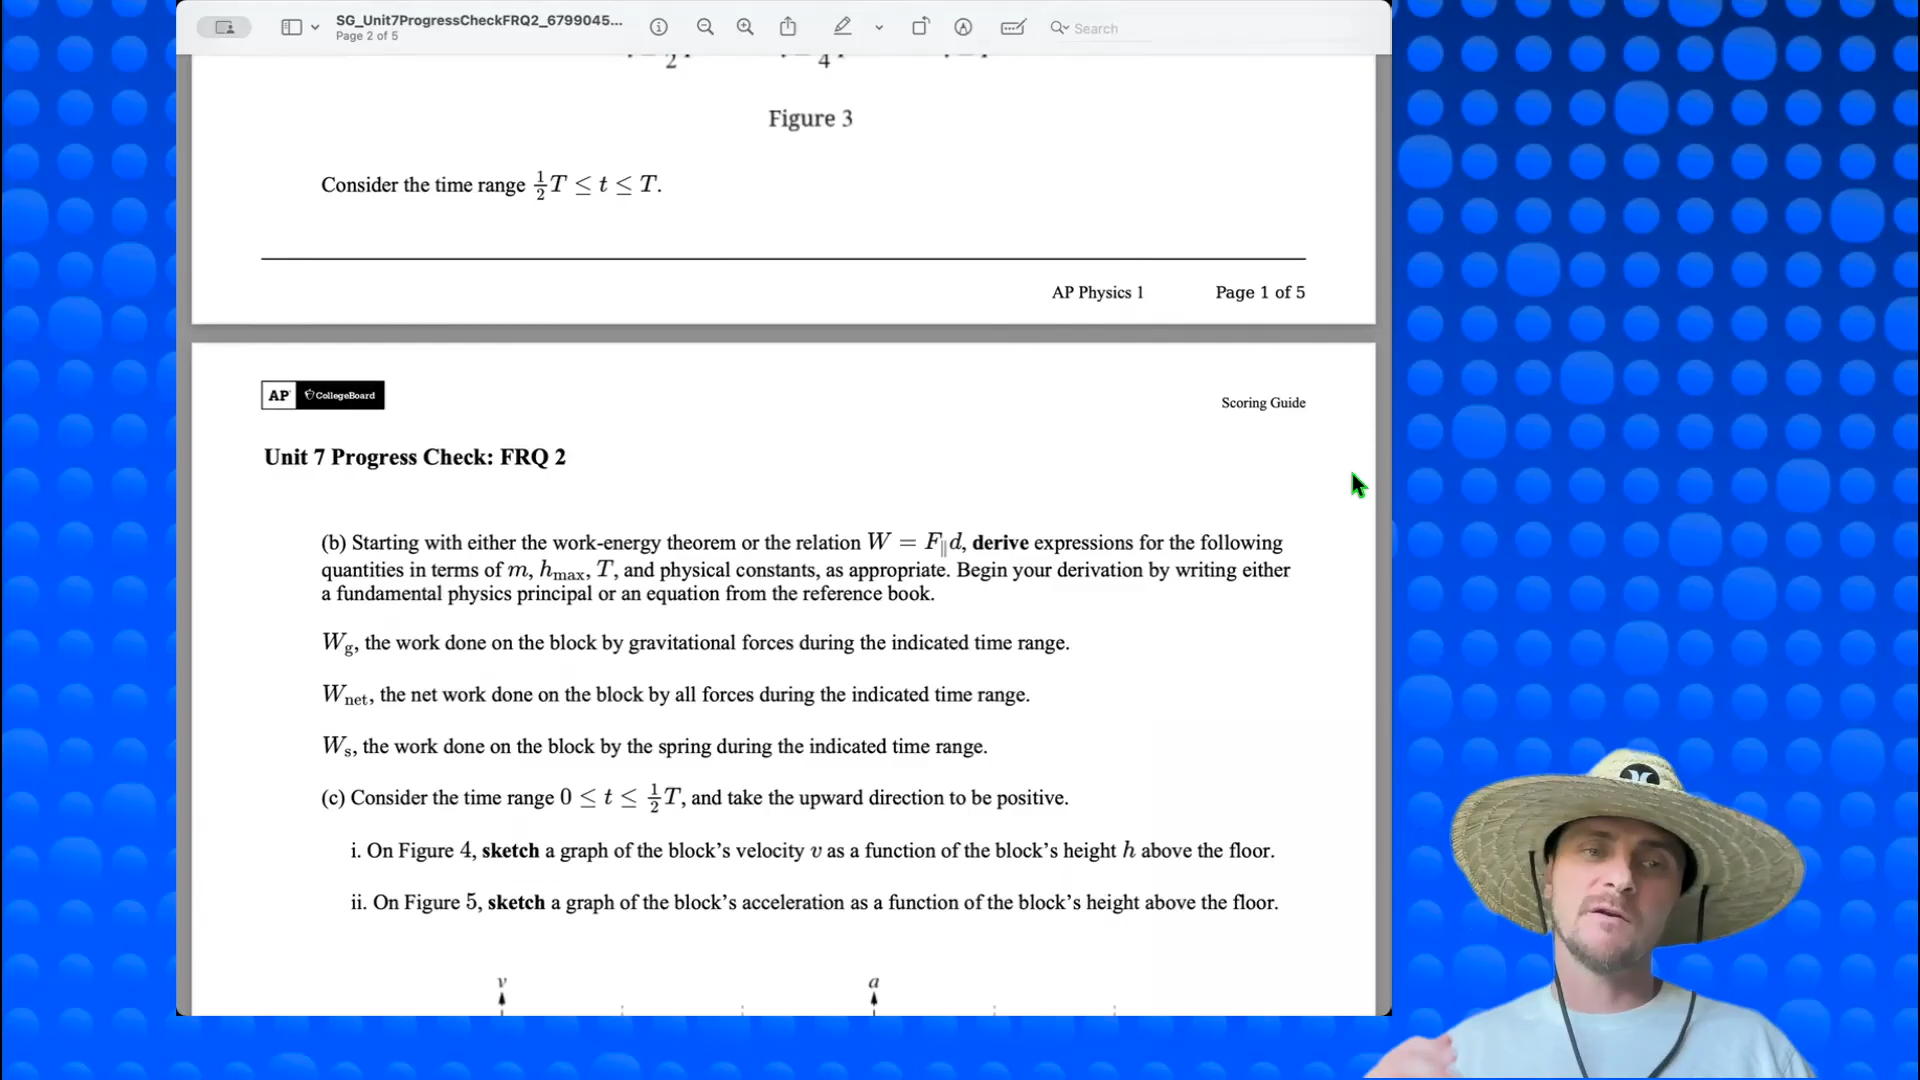 SG_Unit7ProgressCheckFRQ2_6799045...
Page 2 of 5
Search
2 4
Figure 3
Consider the time range 1/2 T ≤ t ≤ T.
AP Physics 1 Page 1 of 5
AP CollegeBoard
Scoring Guide
Unit 7 Progress Check: FRQ 2
(b) Starting with either the work-energy theorem or the relation W = F∥d, derive expressions for the following
quantities in terms of m, hmax, T, and physical constants, as appropriate. Begin your derivation by writing either
a fundamental physics principal or an equation from the reference book.
Wg, the work done on the block by gravitational forces during the indicated time range.
Wnet, the net work done on the block by all forces during the indicated time range.
Ws, the work done on the block by the spring during the indicated time range.
(c) Consider the time range 0 ≤ t ≤ 1/2 T, and take the upward direction to be positive.
i. On Figure 4, sketch a graph of the block's velocity v as a function of the block's height h above the floor.
ii. On Figure 5, sketch a graph of the block's acceleration as a function of the block's height above the floor.
v a